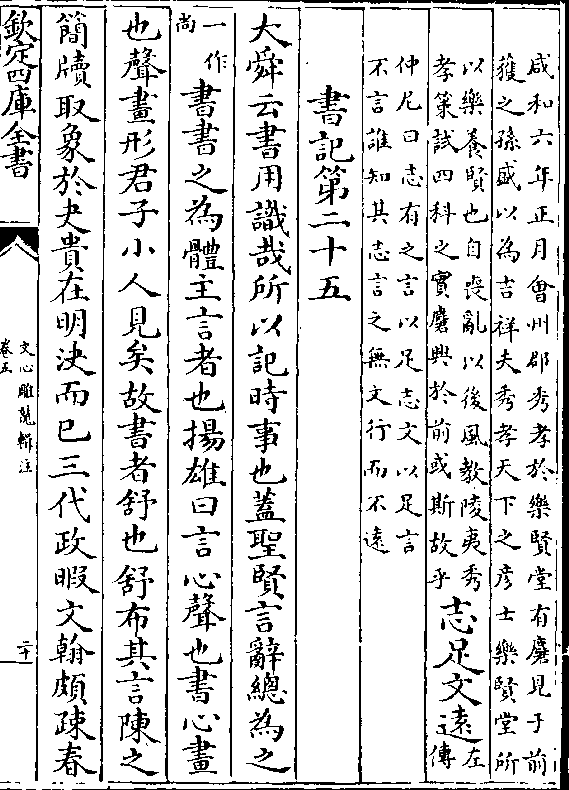 咸和六年正月會州郡秀孝於樂賢堂有麏見于前
獲之孫盛以為吉祥夫秀孝天下之彦士樂賢堂所
以樂養賢也自喪亂以後風教陵夷秀
孝策試四科之實麏興於前或斯故乎
志足文遠
左
傳
仲尼曰志有之言以足志文以足言
不言誰知其志言之無文行而不遠
書記第二十五
大舜云書用識哉所以記時事也蓋聖賢言辭總為之
一作
尚
書書之為體主言者也揚雄曰言心聲也書心畫
也聲畫形君子小人見矣故書者舒也舒布其言陳之
簡牘取象於夬貴在明決而已三代政暇文翰頗疎春
欽定四庫全書
文心雕龍輯注
卷五
二十